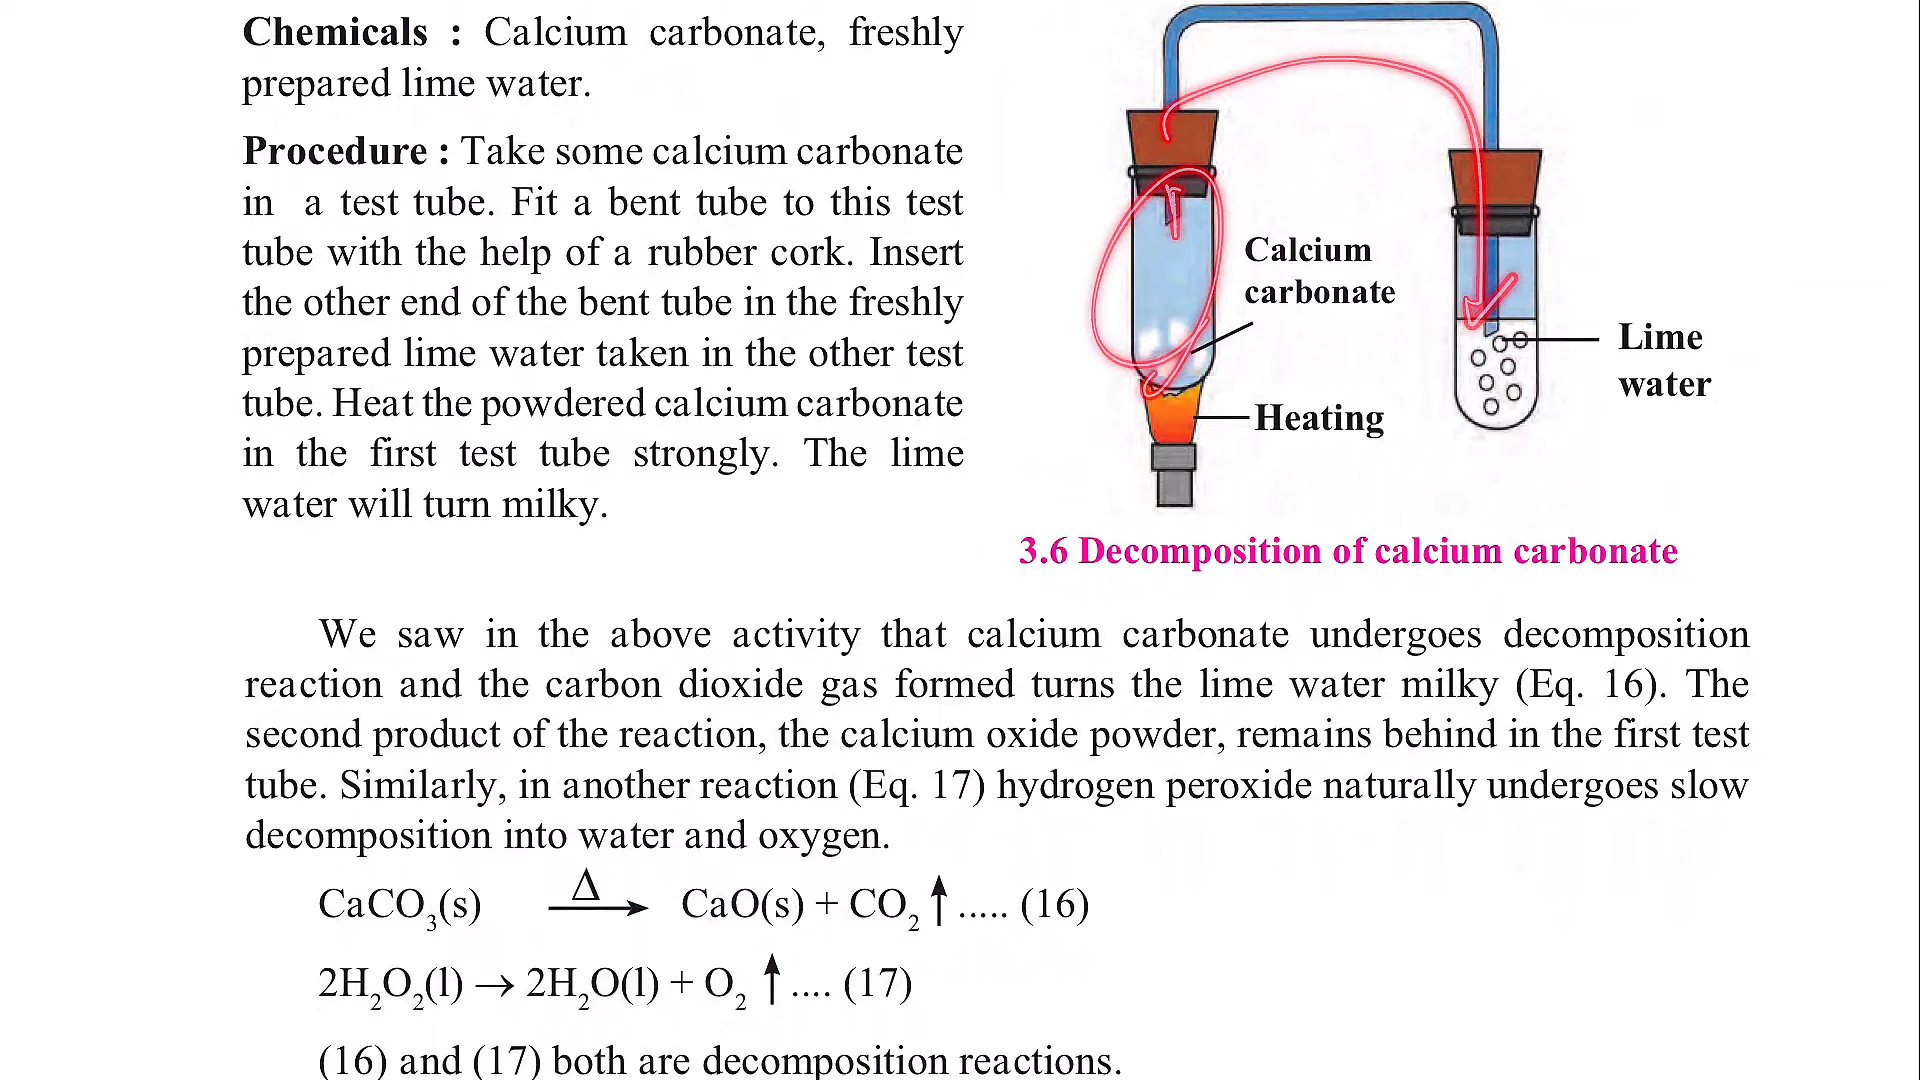 Chemicals : Calcium carbonate, freshly
prepared lime water.
Procedure : Take some calcium carbonate
in a test tube. Fit a bent tube to this test
tube with the help of a rubber cork. Insert
the other end of the bent tube in the freshly
prepared lime water taken in the other test
tube. Heat the powdered calcium carbonate
in the first test tube strongly. The lime
water will turn milky.
Calcium
carbonate
Lime
water
Heating
3.6 Decomposition of calcium carbonate
We saw in the above activity that calcium carbonate undergoes decomposition
reaction and the carbon dioxide gas formed turns the lime water milky (Eq. 16). The
second product of the reaction, the calcium oxide powder, remains behind in the first test
tube. Similarly, in another reaction (Eq. 17) hydrogen peroxide naturally undergoes slow
decomposition into water and oxygen.
CaCO₃(s) —Δ→ CaO(s) + CO₂ ↑ ..... (16)
2H₂O₂(l) → 2H₂O(l) + O₂ ↑ .... (17)
(16) and (17) both are decomposition reactions.